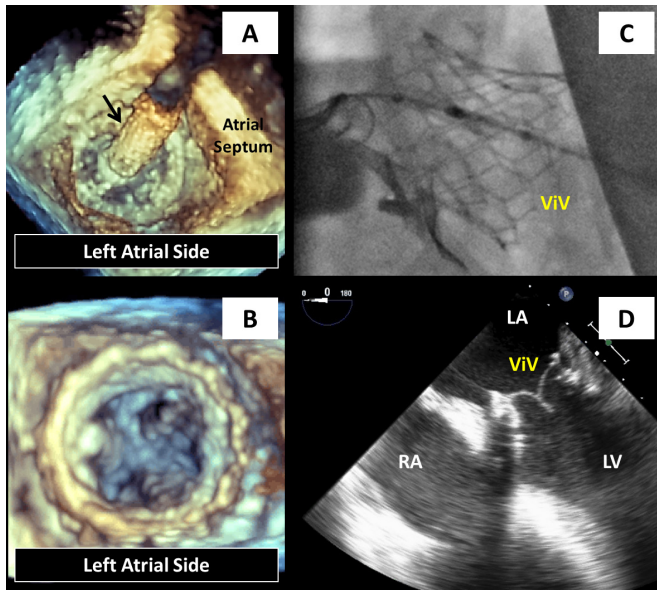 A
Atrial
Septum
Left Atrial Side
B
Left Atrial Side
C
ViV
0 0 180
P
D
LA
ViV
RA
LV